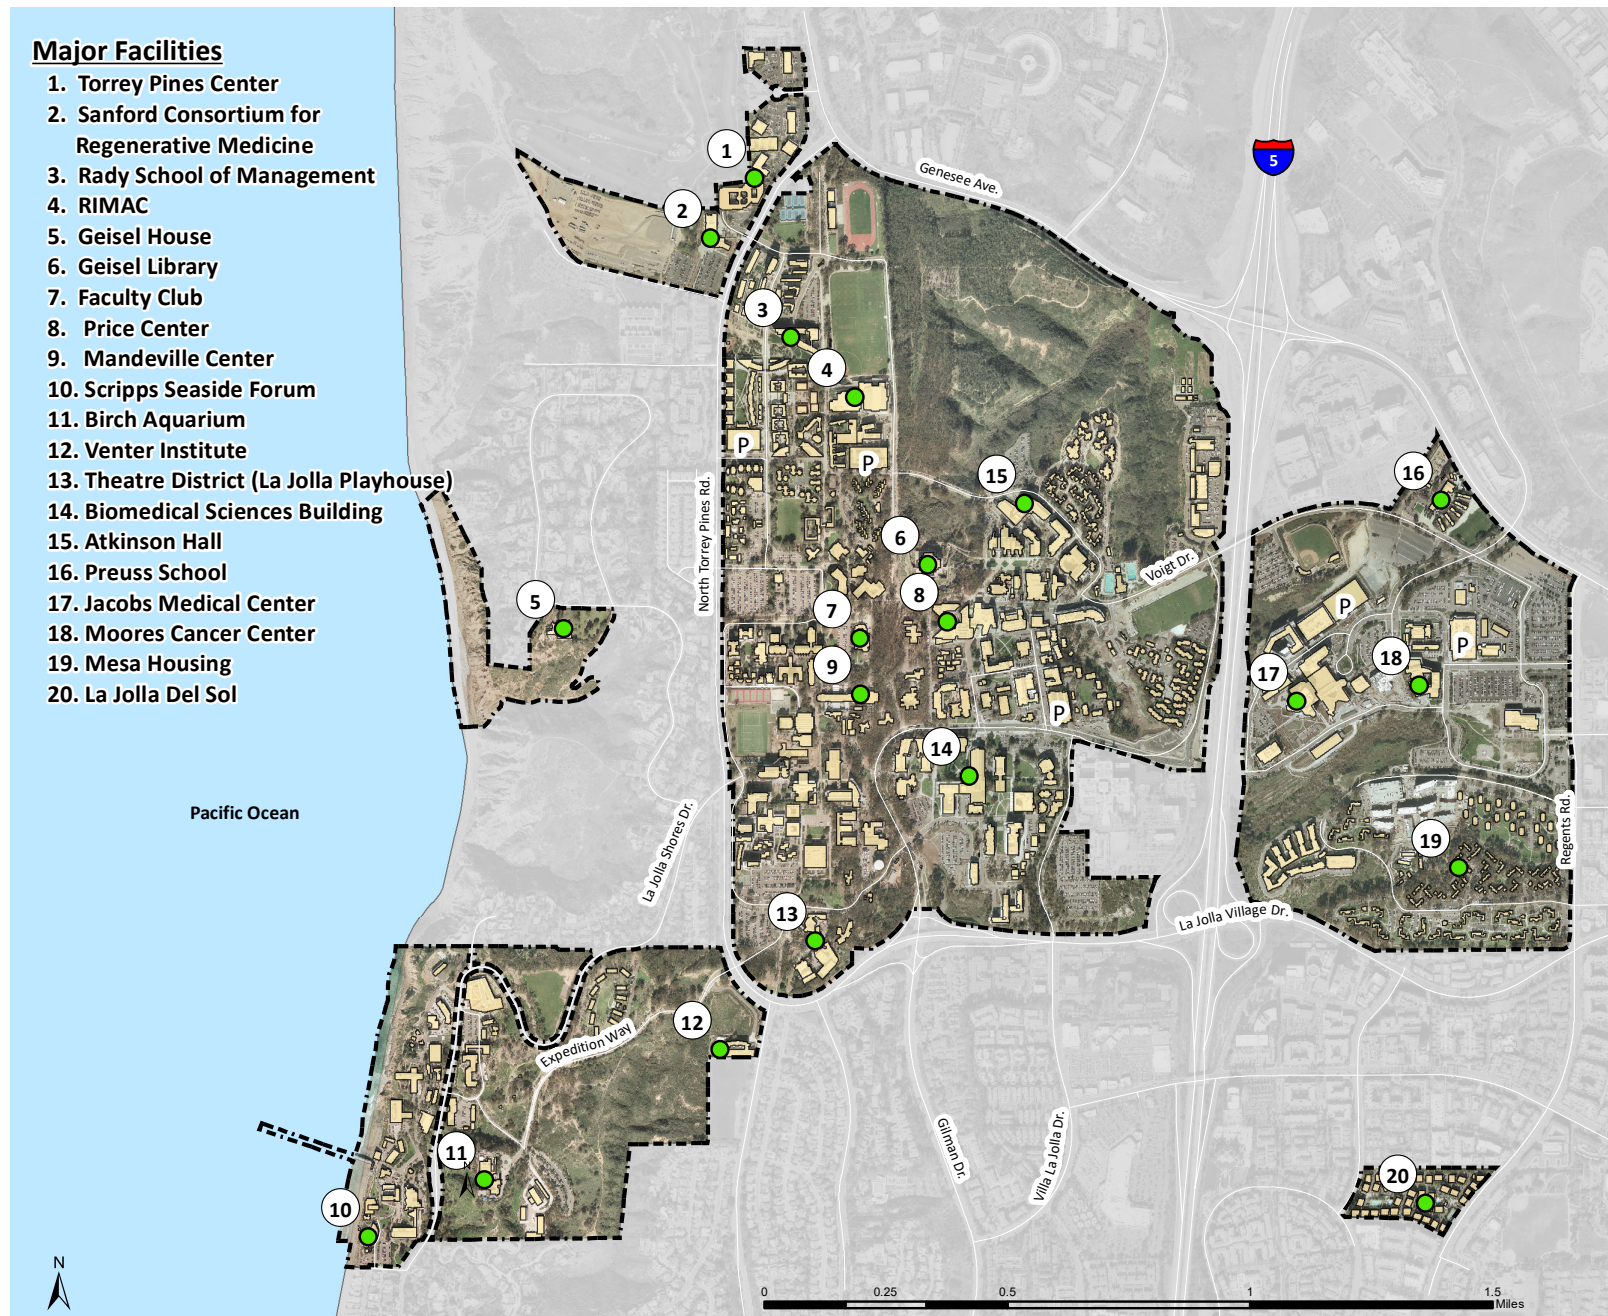 Major Facilities
1. Torrey Pines Center
2. Sanford Consortium for
Regenerative Medicine
3. Rady School of Management
4. RIMAC
5. Geisel House
6. Geisel Library
7. Faculty Club
8. Price Center
9. Mandeville Center
10. Scripps Seaside Forum
11. Birch Aquarium
12. Venter Institute
13. Theatre District (La Jolla Playhouse)
14. Biomedical Sciences Building
15. Atkinson Hall
16. Preuss School
17. Jacobs Medical Center
18. Moores Cancer Center
19. Mesa Housing
20. La Jolla Del Sol
1
5
Genesee Ave.
2
3
4
P
P
15
16
North Torrey Pines Rd.
6
Voigt Dr.
5
7
8
P
P
9
17
18
P
14
Pacific Ocean
La Jolla Shores Dr.
19
Regents Rd.
13
La Jolla Village Dr.
12
Expedition Way
11
N
Gilman Dr.
Villa La Jolla Dr.
20
10
N
0 0.25 0.5 1 1.5
Miles